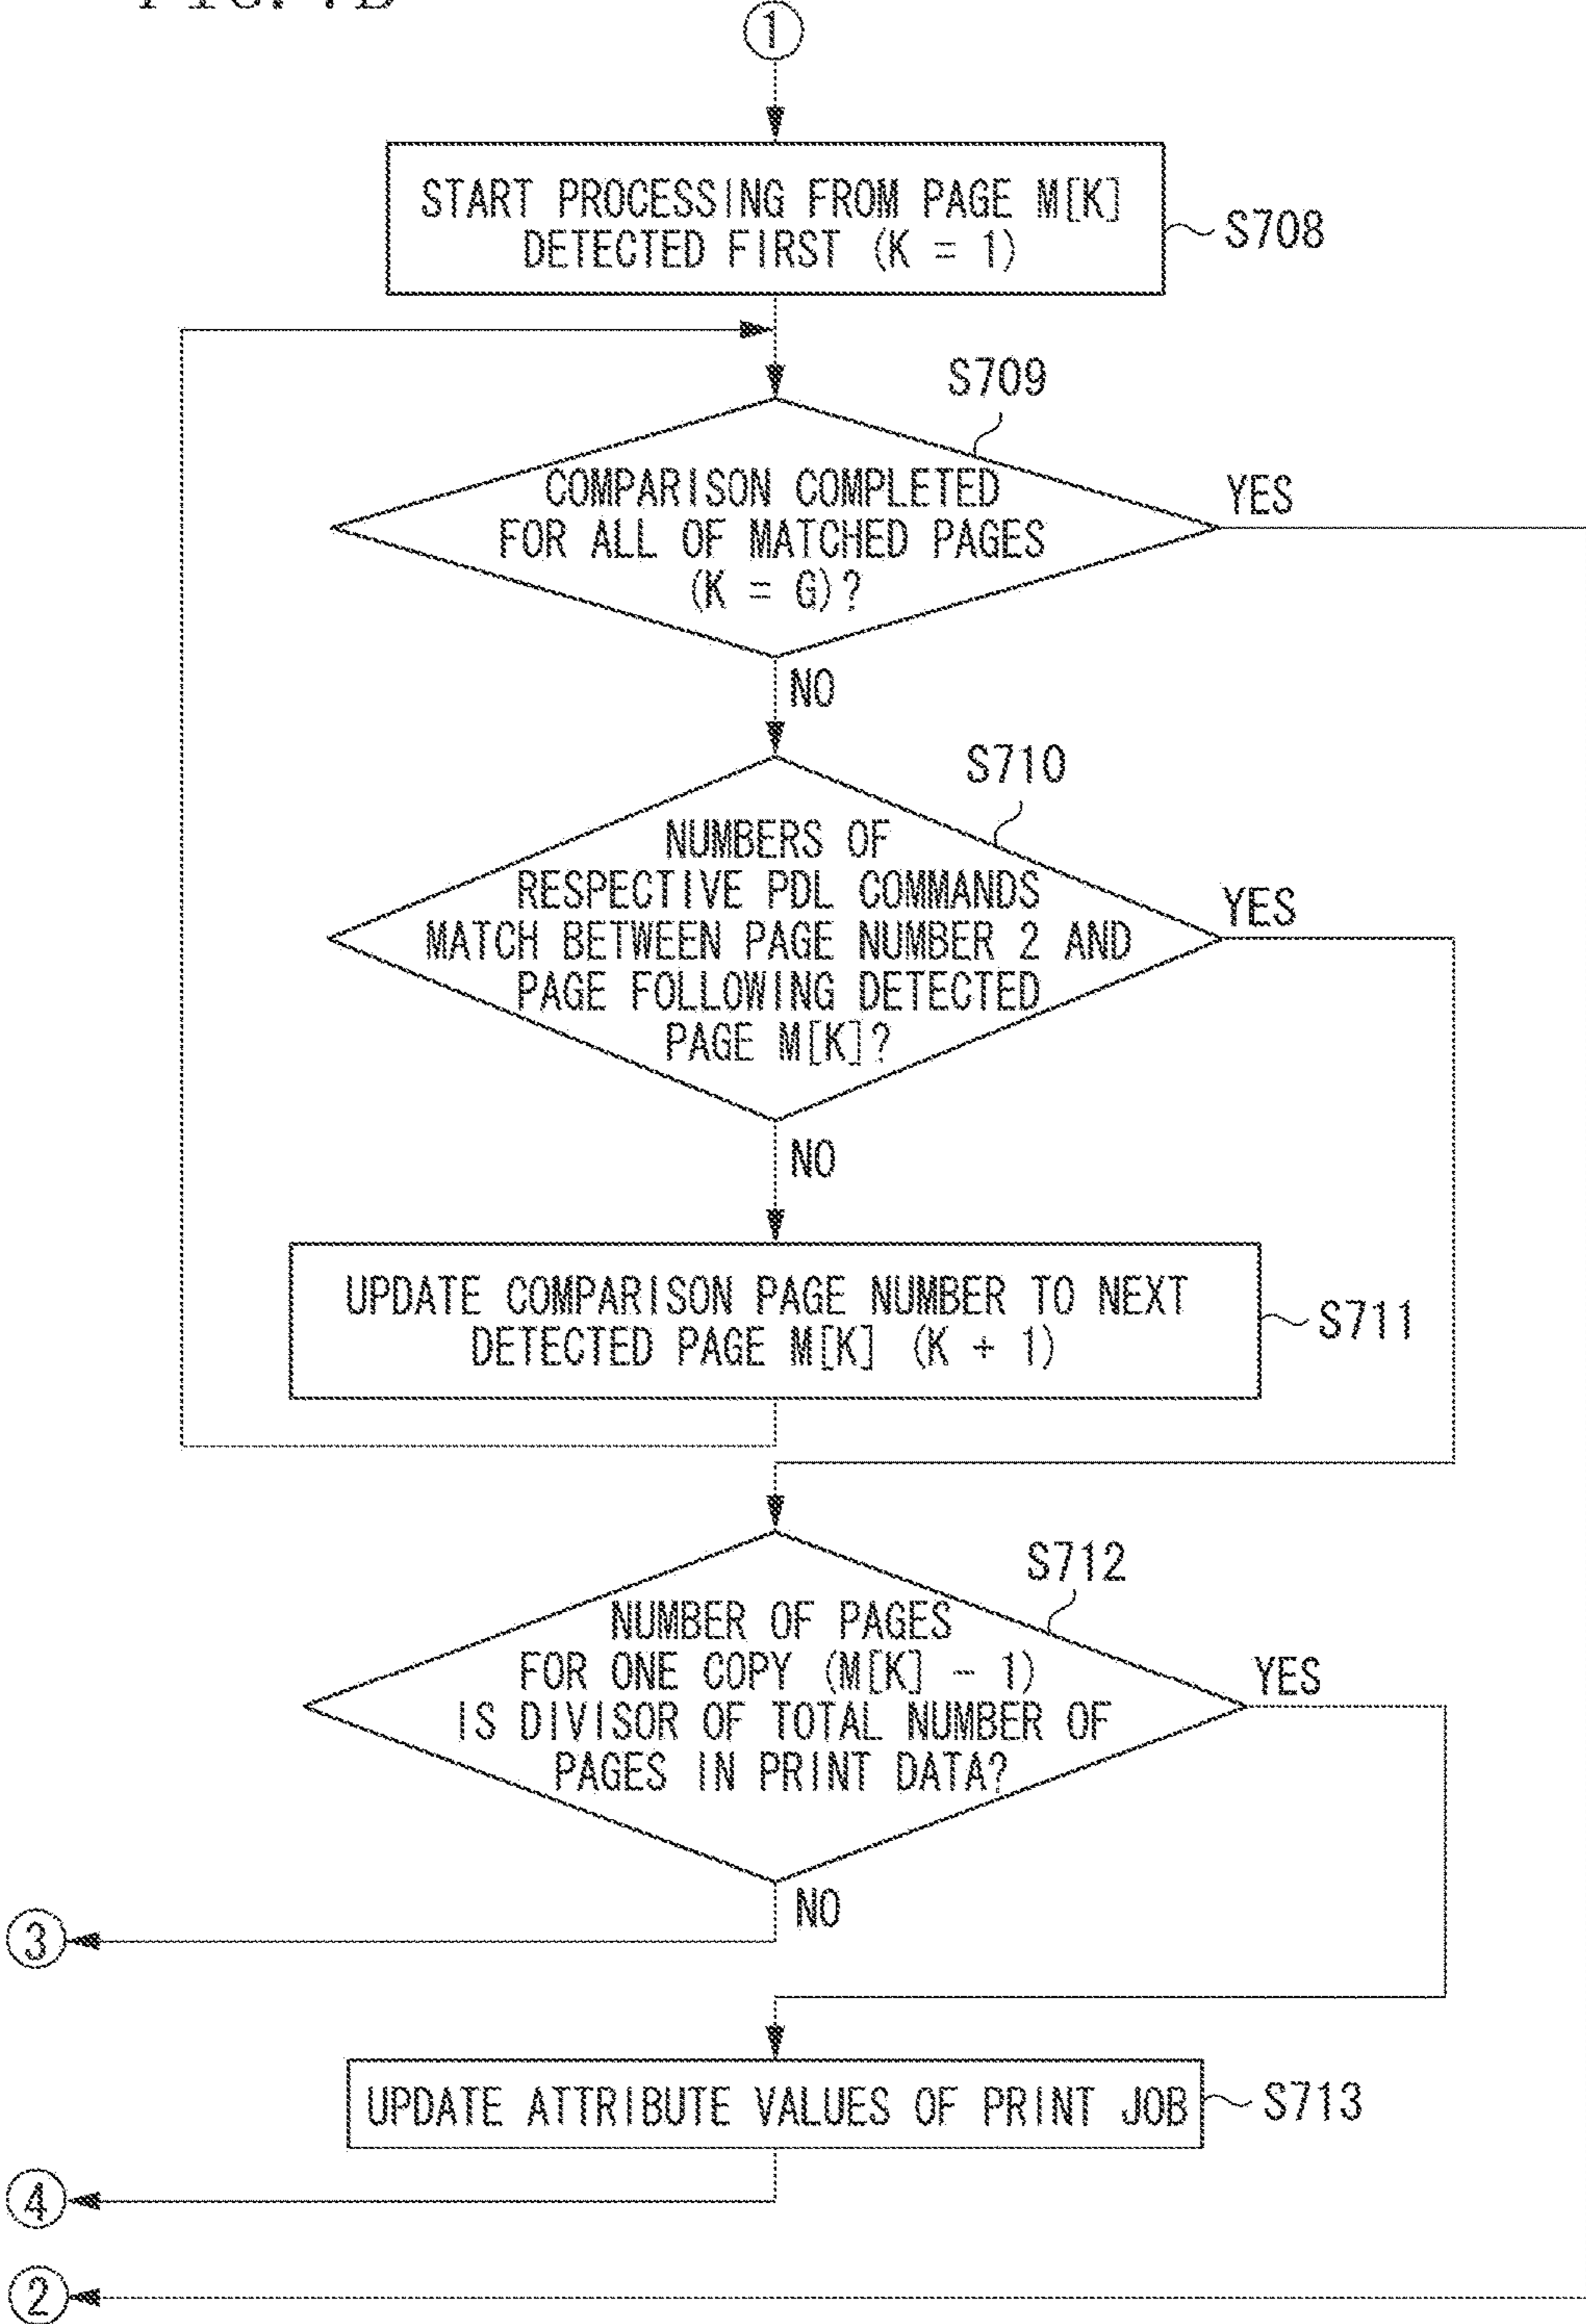 ①
START PROCESSING FROM PAGE M[K]
DETECTED FIRST (K = 1)
S708
S709
COMPARISON COMPLETED
FOR ALL OF MATCHED PAGES
(K = G)?
YES
NO
S710
NUMBERS OF
RESPECTIVE PDL COMMANDS
MATCH BETWEEN PAGE NUMBER 2 AND
PAGE FOLLOWING DETECTED
PAGE M[K]?
YES
NO
UPDATE COMPARISON PAGE NUMBER TO NEXT
DETECTED PAGE M[K] (K + 1)
S711
S712
NUMBER OF PAGES
FOR ONE COPY (M[K] - 1)
IS DIVISOR OF TOTAL NUMBER OF
PAGES IN PRINT DATA?
YES
NO
③
UPDATE ATTRIBUTE VALUES OF PRINT JOB
S713
④
②